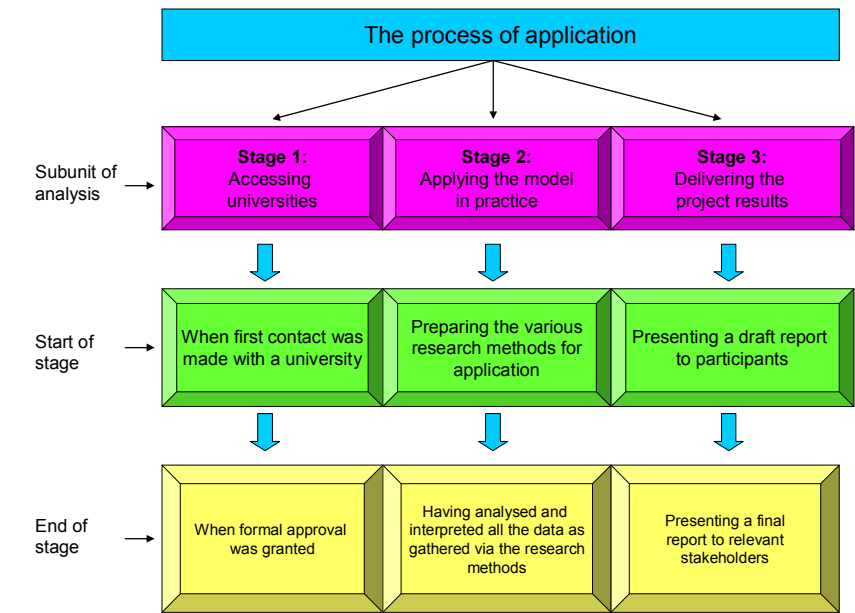 The process of application
Subunit of
analysis
Stage 1:
Accessing
universities
Stage 2:
Applying the model
in practice
Stage 3:
Delivering the
project results
Start of
stage
When first contact was
made with a university
Preparing the various
research methods for
application
Presenting a draft report
to participants
End of
stage
When formal approval
was granted
Having analysed and
interpreted all the data as
gathered via the research
methods
Presenting a final
report to relevant
stakeholders